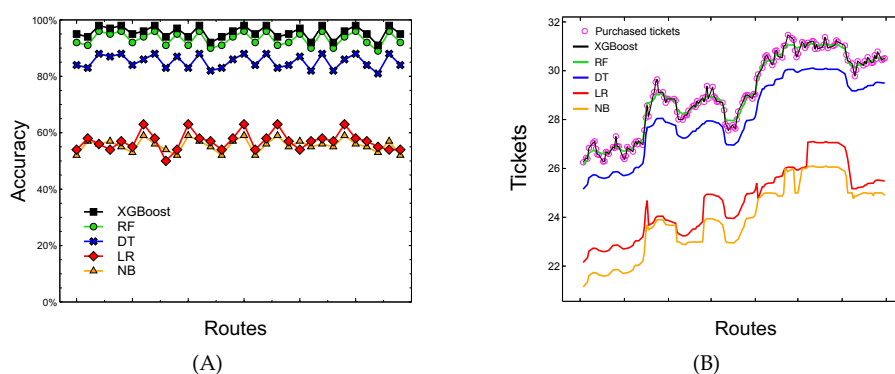 100%
80%
60%
40%
20%
0%
Accuracy
XGBoost
RF
DT
LR
NB
Routes
(A)
32
30
28
26
24
22
Tickets
Purchased tickets
XGBoost
RF
DT
LR
NB
Routes
(B)